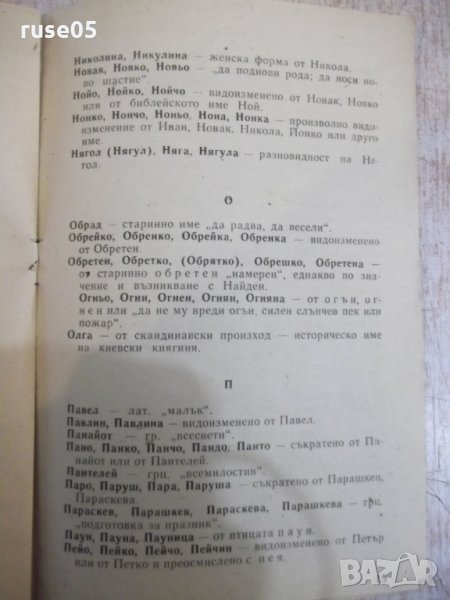 ruse05
Николина, Никулина — женска форма от Никола.
Новак, Новко, Новьо — „да поднови рода; да носи но-
во щастие“.
Нойо, Нойко, Нойчо — видоизменено от Новак, Новко
или от библейското име Ной.
Нонко, Нончо, Ноньо, Нона, Нонка — произволно видо-
изменение от Иван, Новак, Никола, Йонко или друго
име.
Нягол (Нягул), Няга, Нягула — разновидност на Не-
гол.
О
Обрад — старинно име „да радва, да весели“.
Обрейко, Обренко, Обрейка, Обренка — видоизменено
от Обретен.
Обретен, Обретко, (Обрятко), Обрешко, Обретена —
от старинно обретен „намерен“, еднакво по зна-
чение и възникване с Найден.
Огньо, Огни, Огнен, Огнян, Огняна — от огън, ог-
нен или „да не му вреди огън, силен слънчев пек или
пожар“.
Олга — от скандинавски произход — историческо име
на киевски княгиня.
П
Павел — лат. „малък“.
Павлин, Павлина — видоизменено от Павел.
Панайот — гр. „всесвети“.
Пано, Панко, Панчо, Пандо, Панто — съкратено от Па-
найот или от Пантелей.
Пантелей — грц. „всемилостив“.
Паро, Паруш, Пара, Паруша — съкратено от Парашкео,
Параскева.
Параскев, Парашкев, Параскева, Парашкева — грц.
„подготовка за празник“.
Паун, Пауна, Пауница — от птицата паун.
Пейо, Пейко, Пейчо, Пейчин — видоизменено от Петър
или от Петко и преосмислено с пея.
BAZAR
bg